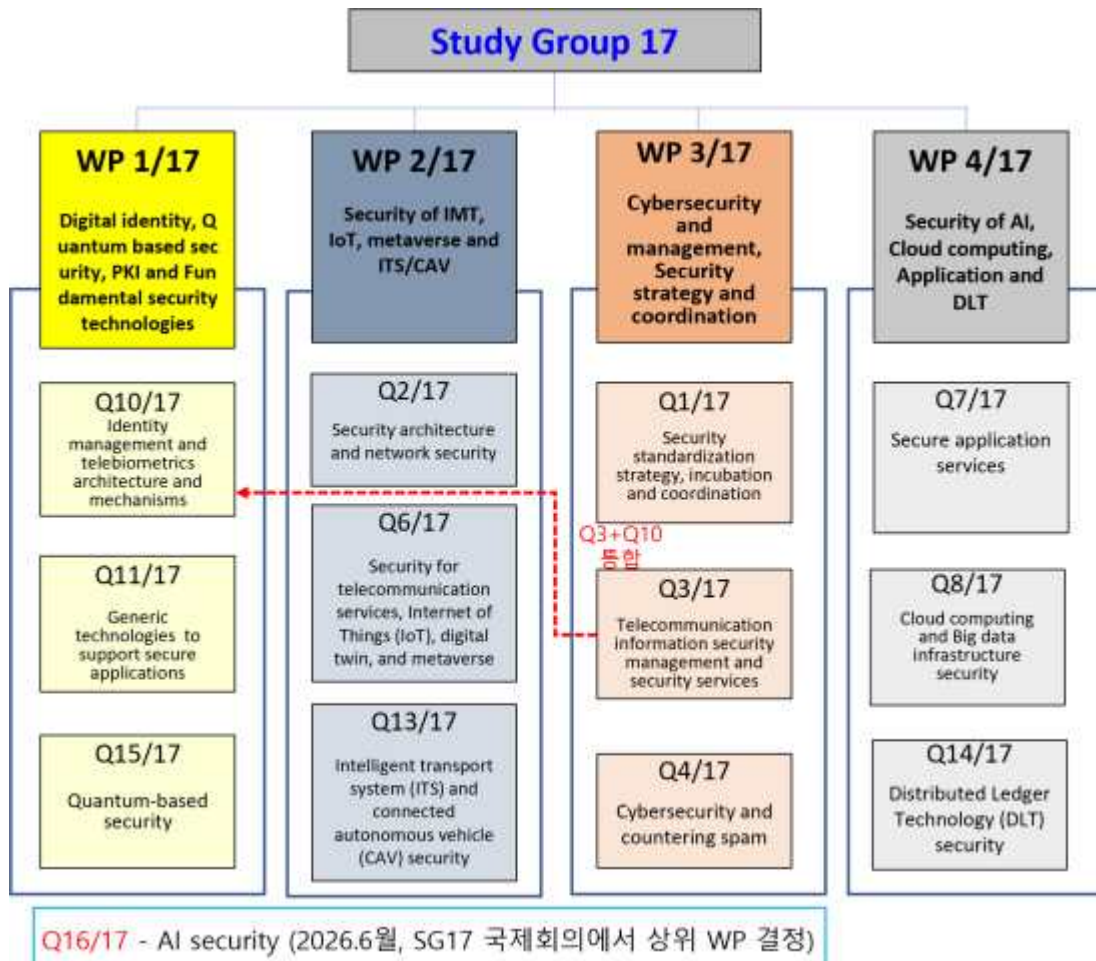 Study Group 17
WP 1/17
Digital identity, Q
uantum based sec
urity, PKI and Fun
damental security
technologies
Q10/17
Identity
management and
telebiometrics
architecture and
mechanisms
Q11/17
Generic
technologies to
support secure
applications
Q15/17
Quantum-based
security
WP 2/17
Security of IMT,
IoT, metaverse and
ITS/CAV
Q2/17
Security architecture
and network security
Q6/17
Security for
telecommunication
services, Internet of
Things (IoT), digital
twin, and metaverse
Q13/17
Intelligent transport
system (ITS) and
connected
autonomous vehicle
(CAV) security
WP 3/17
Cybersecurity
and
management,
Security
strategy and
coordination
Q1/17
Security
standardization
strategy, incubation
and coordination
Q3+Q10
통합
Q3/17
Telecommunication
information security
management and
security services
Q4/17
Cybersecurity and
countering spam
WP 4/17
Security of AI,
Cloud computing,
Application and
DLT
Q7/17
Secure application
services
Q8/17
Cloud computing
and Big data
infrastructure
security
Q14/17
Distributed Ledger
Technology (DLT)
security
Q16/17 - AI security (2026.6월, SG17 국제회의에서 상위 WP 결정)